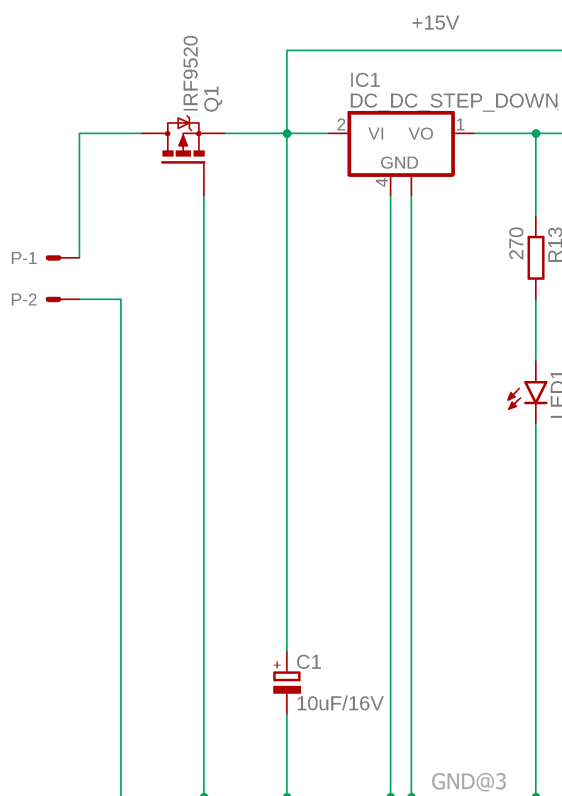 +15V
IRF9520
Q1
IC1
DC_DC_STEP_DOWN
2
VI
VO
1
GND
4
P-1
P-2
270
R13
LED1
+
C1
10uF/16V
GND@3